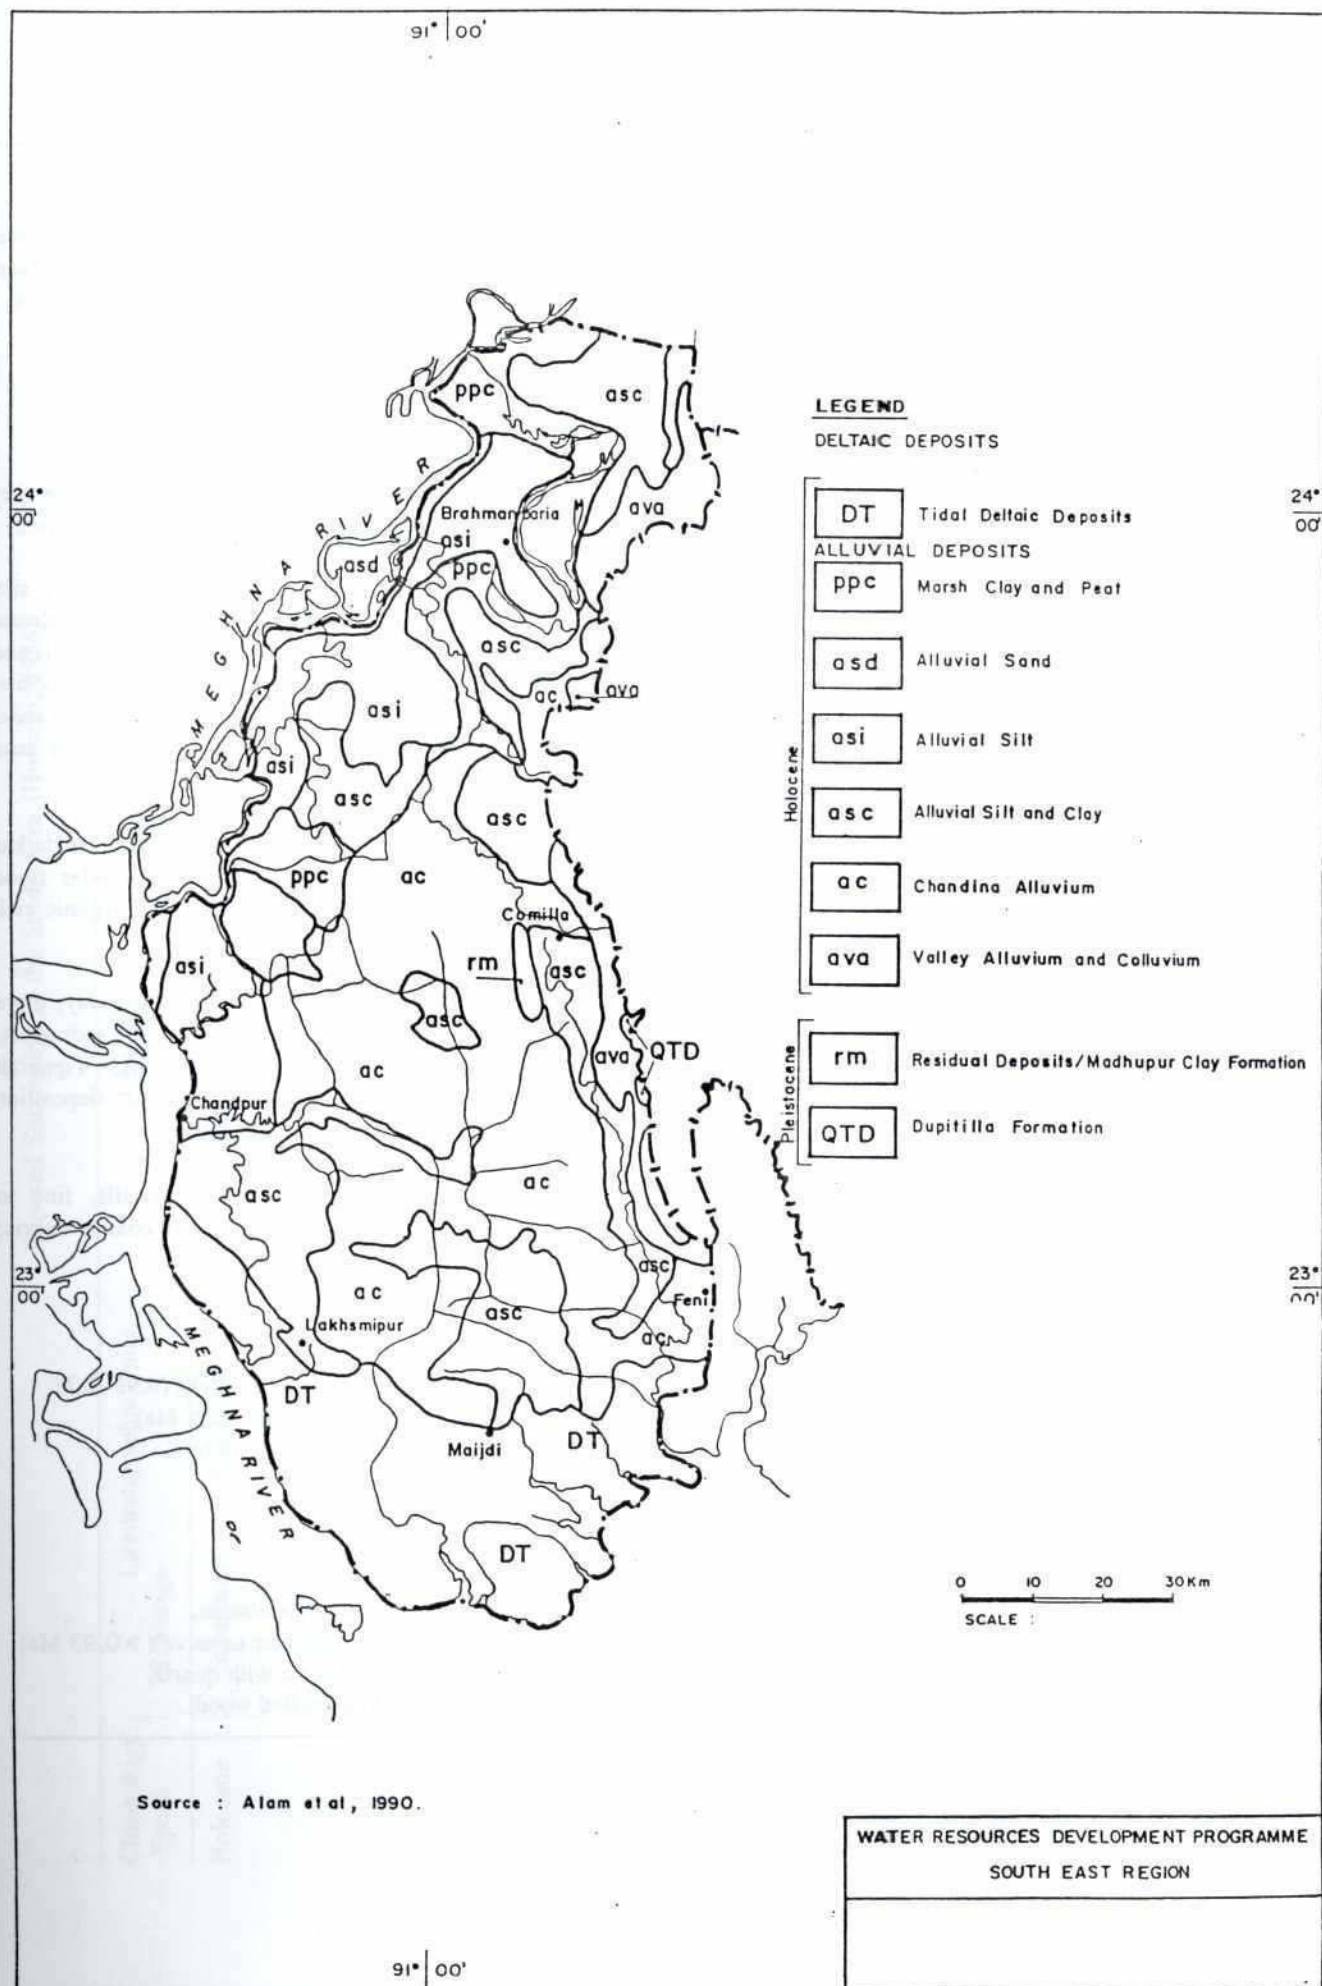 91° 00'
ppc
asc
MEGHNA RIVER
24° 00'
24° 00'
Brahmanbaria
ava
asi
asd
ppc
asc
ac
ava
asi
asi
asc
asc
ppc
ac
Comilla
asi
rm
asc
asc
ava
QTD
ac
Chandpur
asc
ac
23° 00'
23° 00'
asc
ac
asc
Feni
Lakhsmipur
ac
DT
MEGHNA RIVER
Maijdi
DT
or
DT
LEGEND
DELTAIC DEPOSITS
Holocene
DT Tidal Deltaic Deposits
ALLUVIAL DEPOSITS
ppc Marsh Clay and Peat
asd Alluvial Sand
asi Alluvial Silt
asc Alluvial Silt and Clay
ac Chandina Alluvium
ava Valley Alluvium and Colluvium
Pleistocene
rm Residual Deposits/Madhupur Clay Formation
QTD Dupitilla Formation
0 10 20 30 Km
SCALE :
Source : Alam et al, 1990.
WATER RESOURCES DEVELOPMENT PROGRAMME
SOUTH EAST REGION
91° 00'